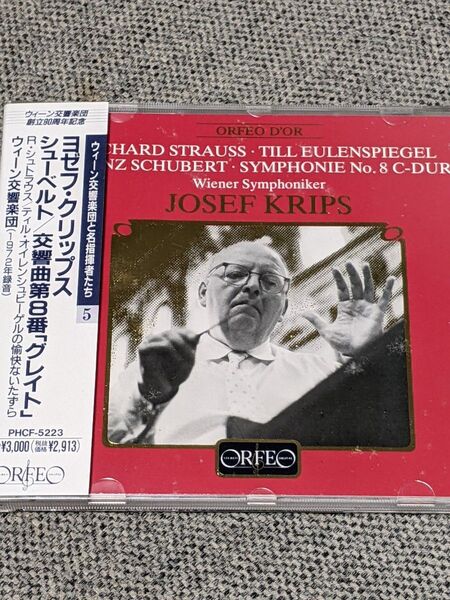 ウィーン交響楽団
創立90周年記念
ウィーン交響楽団と名指揮者たち 5
ヨゼフ・クリップス
シューベルト/交響曲第8番「グレイト」
R・シュトラウス/ティル・オイレンシュピーゲルの愉快ないたずら
ウィーン交響楽団(1972年録音)
PHCF-5223
¥3,000(税抜価格¥2,913)
ORFEO
ORFEO D'OR
CHARD STRAUSS · TILL EULENSPIEGEL
NZ SCHUBERT · SYMPHONIE No. 8 C-DUR
Wiener Symphoniker
JOSEF KRIPS
ORFEO